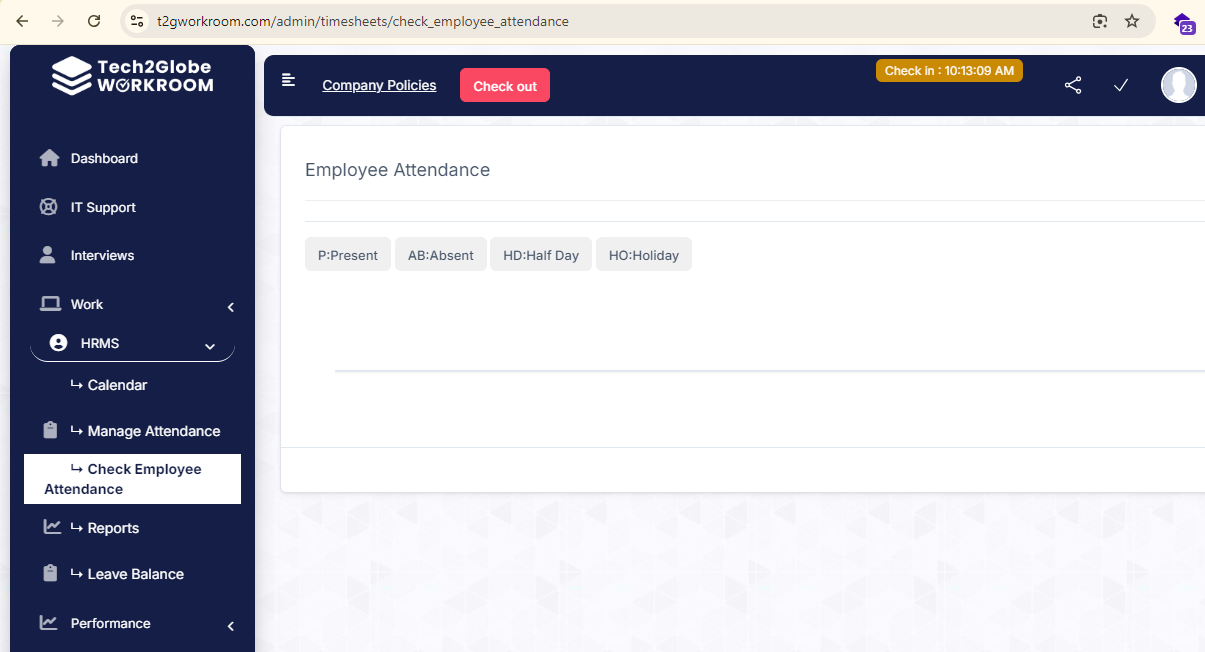 t2gworkroom.com/admin/timesheets/check_employee_attendance
23
Tech2Globe
WORKROOM
Company Policies
Check out
Check in : 10:13:09 AM
Dashboard
IT Support
Interviews
Work
HRMS
↳ Calendar
↳ Manage Attendance
↳ Check Employee
Attendance
↳ Reports
↳ Leave Balance
Performance
Employee Attendance
P:Present AB:Absent HD:Half Day HO:Holiday